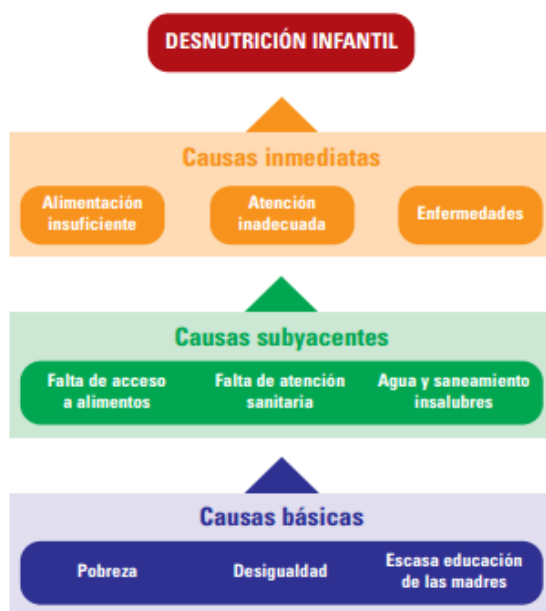 DESNUTRICIÓN INFANTIL
Causas inmediatas
Alimentación
insuficiente
Atención
inadecuada
Enfermedades
Causas subyacentes
Falta de acceso
a alimentos
Falta de atención
sanitaria
Agua y saneamiento
insalubres
Causas básicas
Pobreza
Desigualdad
Escasa educación
de las madres